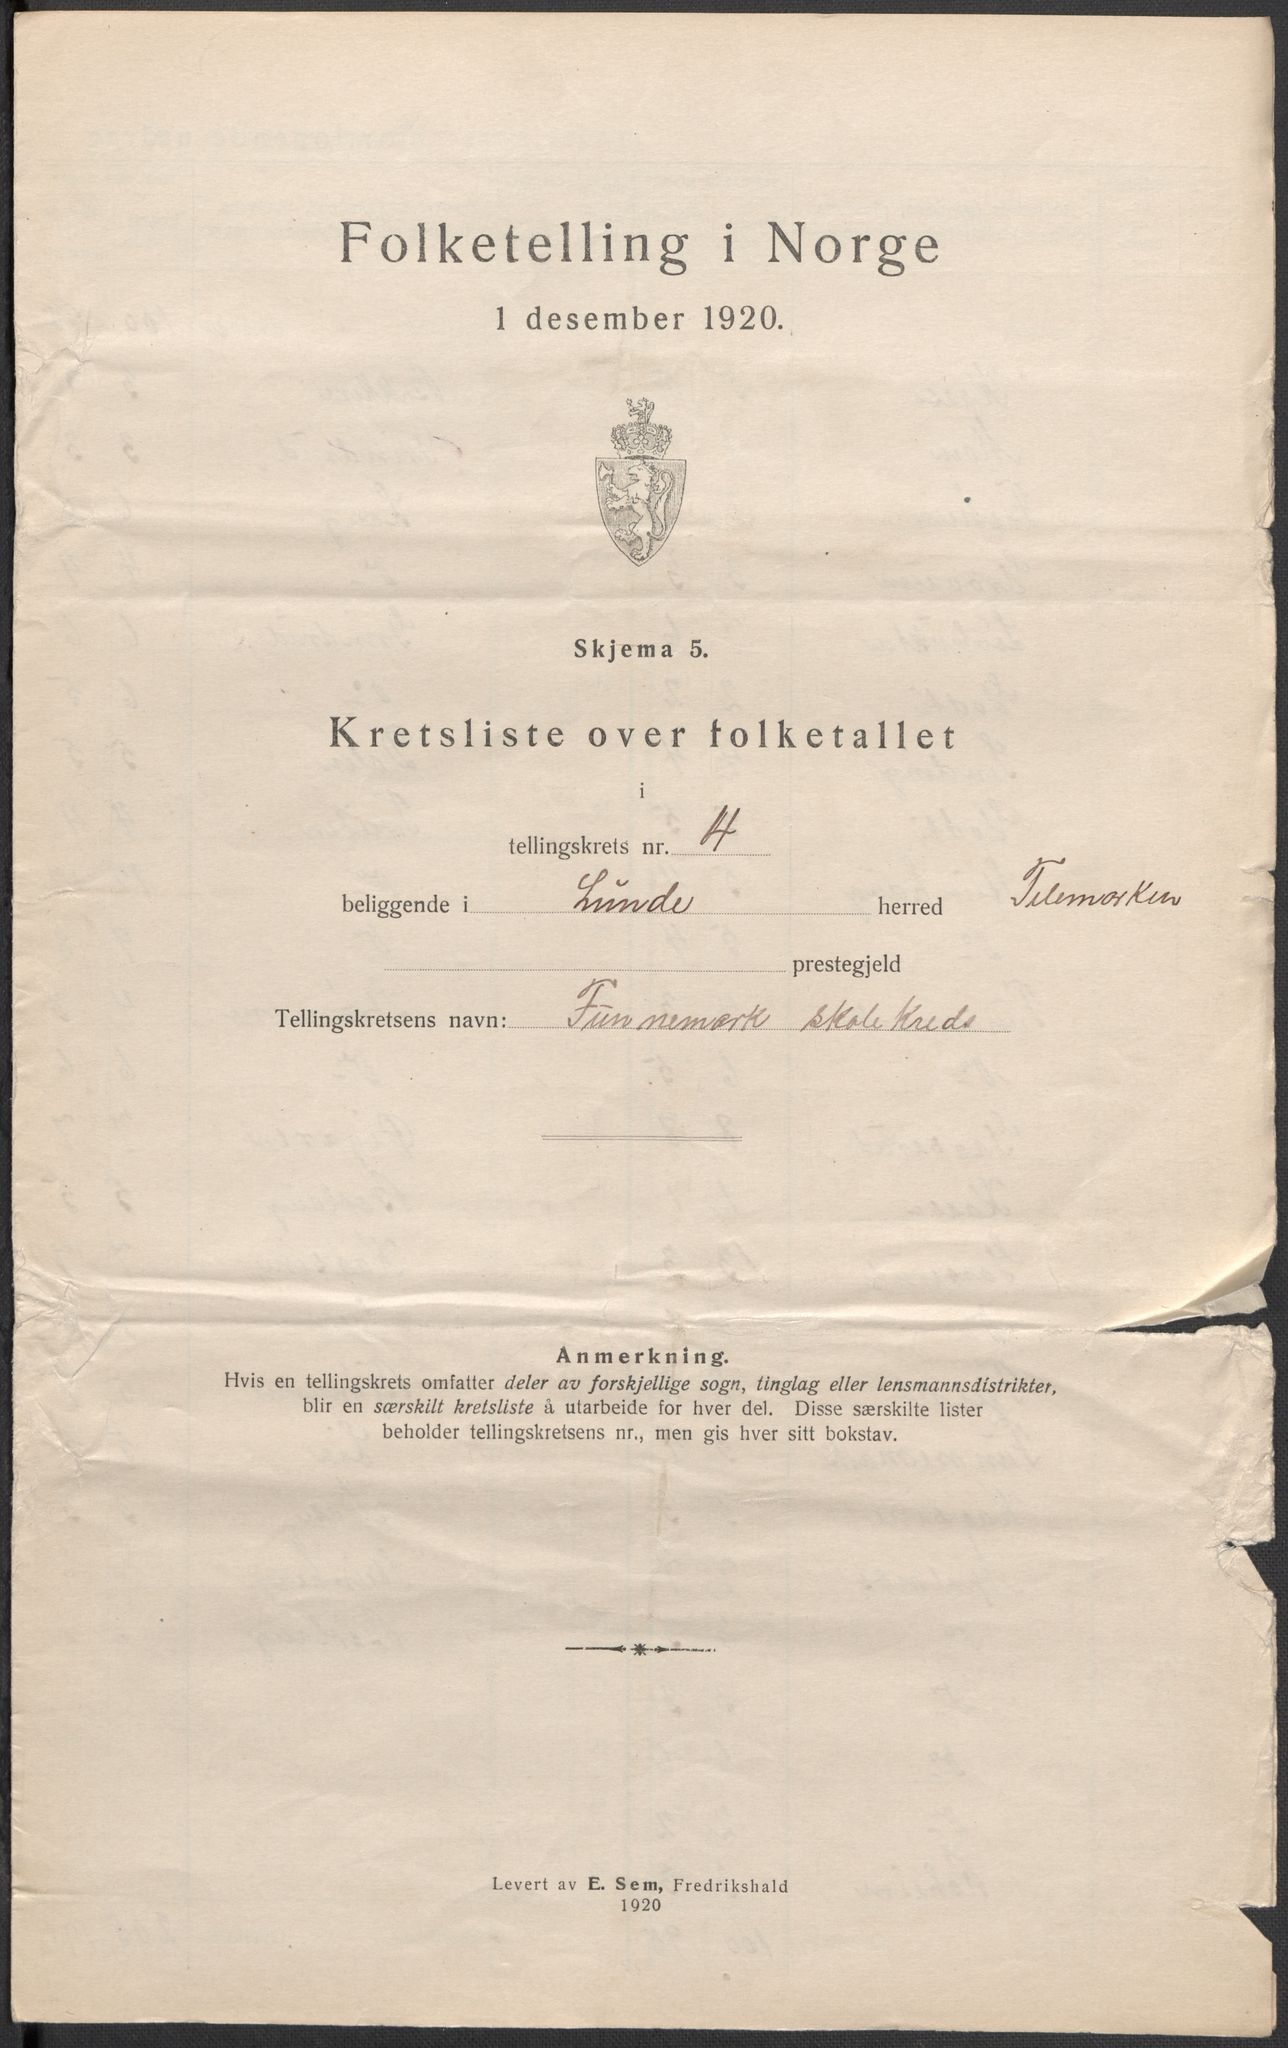 Folketelling i Norge
1 desember 1920.
Skjema 5.
Kretsliste over folketallet
i
tellingskrets nr. 4
beliggende i Lunde herred Telemarken
prestegjeld
Tellingskretsens navn: Funnemark skole Kreds
Anmerkning.
Hvis en tellingskrets omfatter deler av forskjellige sogn, tinglag eller lensmannsdistrikter,
blir en særskilt kretsliste å utarbeide for hver del. Disse særskilte lister
beholder tellingskretsens nr., men gis hver sitt bokstav.
Levert av E. Sem, Fredrikshald
1920